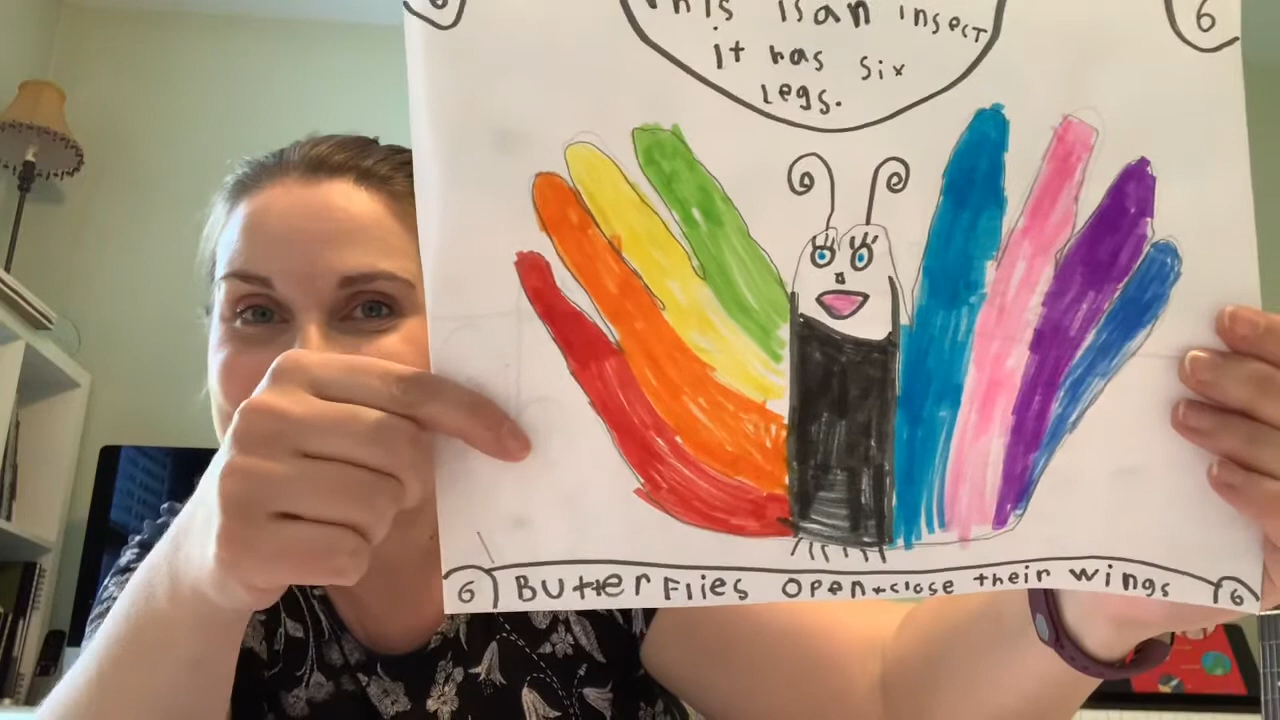 6
6
This is an insect
it has six
Legs.
6 Butterflies open + close their wings 6